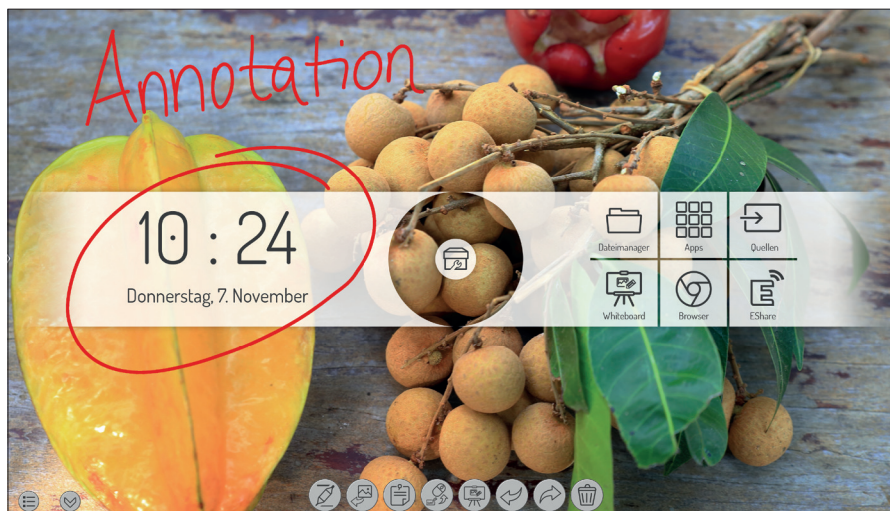 Annotation
10 : 24
Donnerstag, 7. November
Dateimanager Apps Quellen
Whiteboard Browser EShare